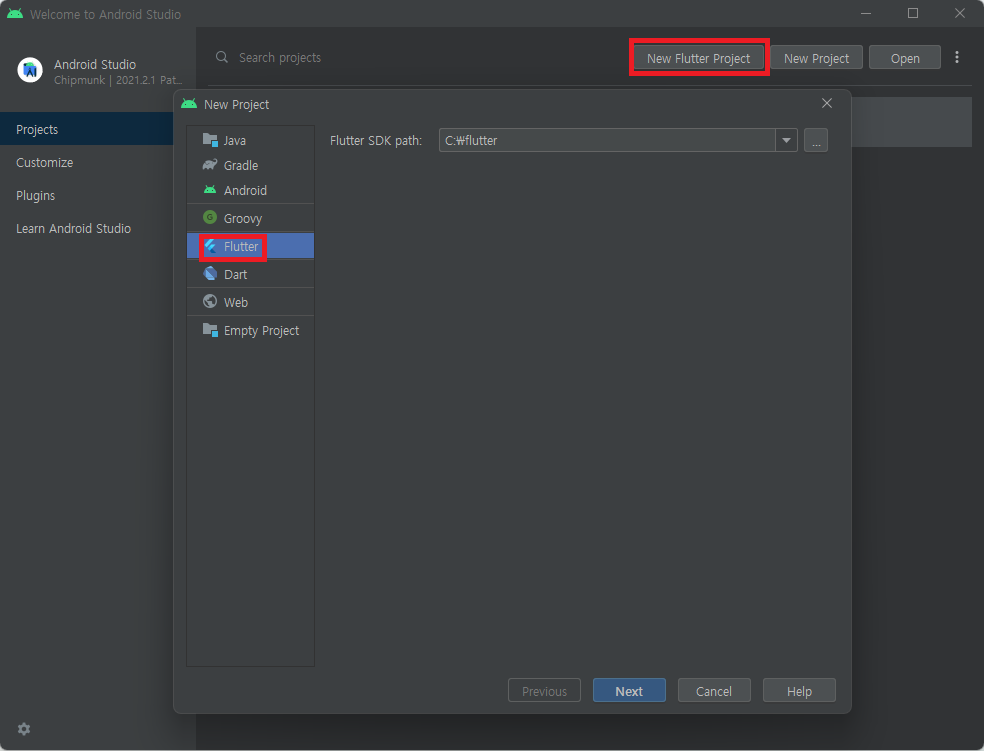 Welcome to Android Studio
Android Studio
Chipmunk | 2021.2.1 Pat...
Search projects
New Flutter Project
New Project
Open
Projects
Customize
Plugins
Learn Android Studio
New Project
Java
Gradle
Android
Groovy
Flutter
Dart
Web
Empty Project
Flutter SDK path:
C:₩flutter
...
Previous
Next
Cancel
Help